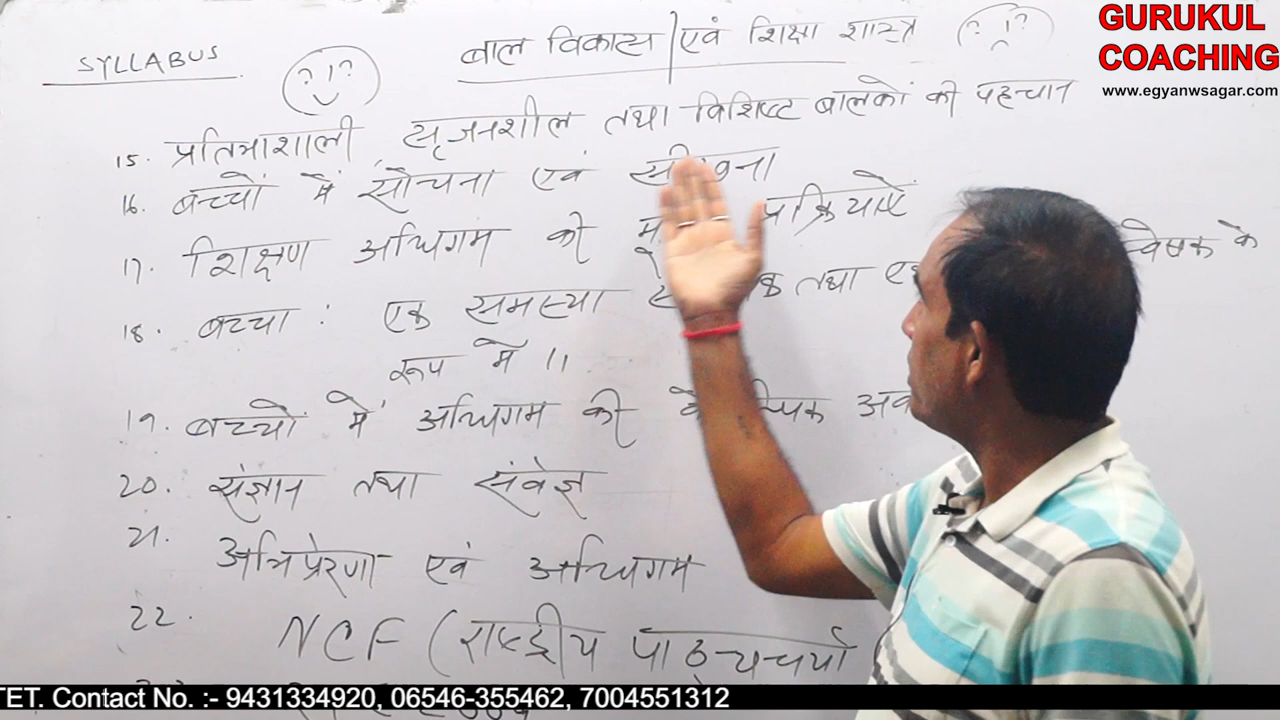 SYLLABUS
बाल विकास एवं शिक्षा शास्त्र
GURUKUL
COACHING
www.egyanwsagar.com
15. प्रतिभाशाली, सृजनशील तथा विशिष्ट बालकों की पहचान
16. बच्चों में सोचना एवं सीखना
17. शिक्षण अधिगम की प्रक्रियाएँ
18. बच्चा : एक समस्या तथा के
रूप में ।।
19. बच्चों में अधिगम की
20. संज्ञान तथा संवेज्ञ
21. अभिप्रेरणा एवं अधिगम
22. NCF (राष्ट्रीय पाठ्यचर्या
TET. Contact No. :- 9431334920, 06546-355462, 7004551312